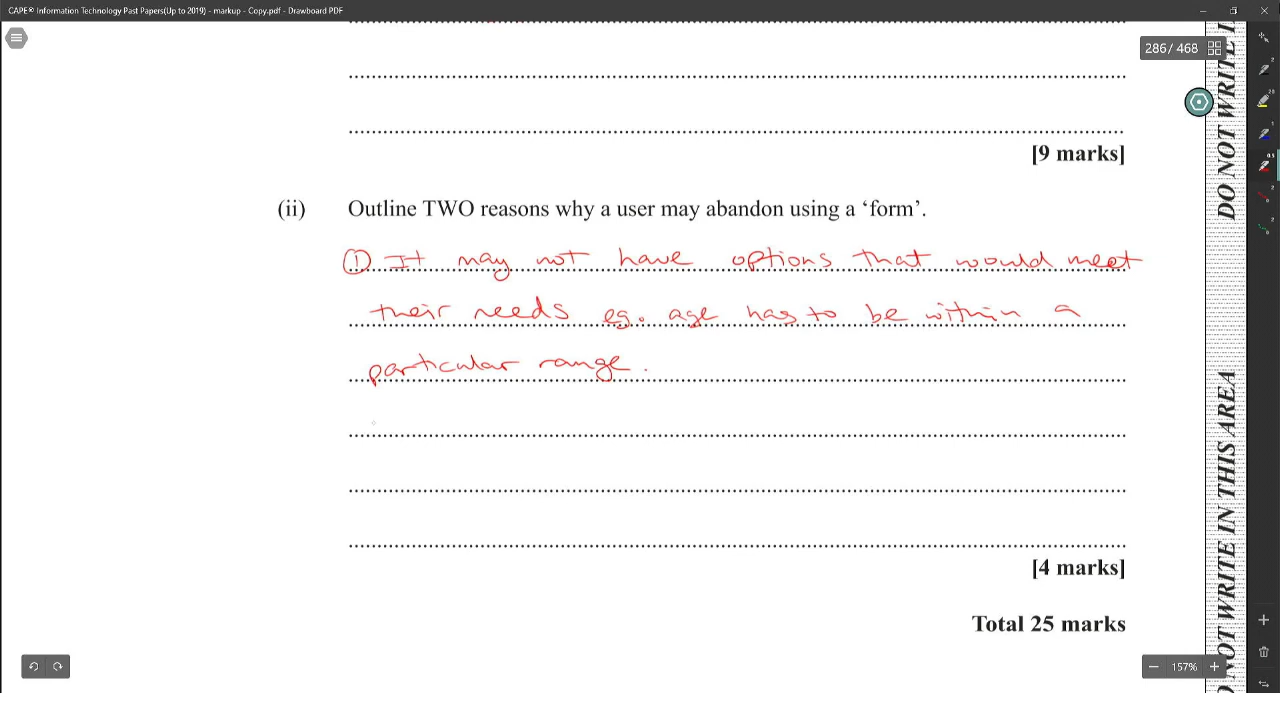 CAPE® Information Technology Past Papers(Up to 2019) - markup - Copy.pdf - Drawboard PDF
286 / 468
[9 marks]
(ii) Outline TWO reasons why a user may abandon using a ‘form’.
① It may not have options that would meet
their needs eg. age has to be within a
particular range.
[4 marks]
Total 25 marks
157%
DO NOT WRITE I
OT WRITE IN THIS AREA